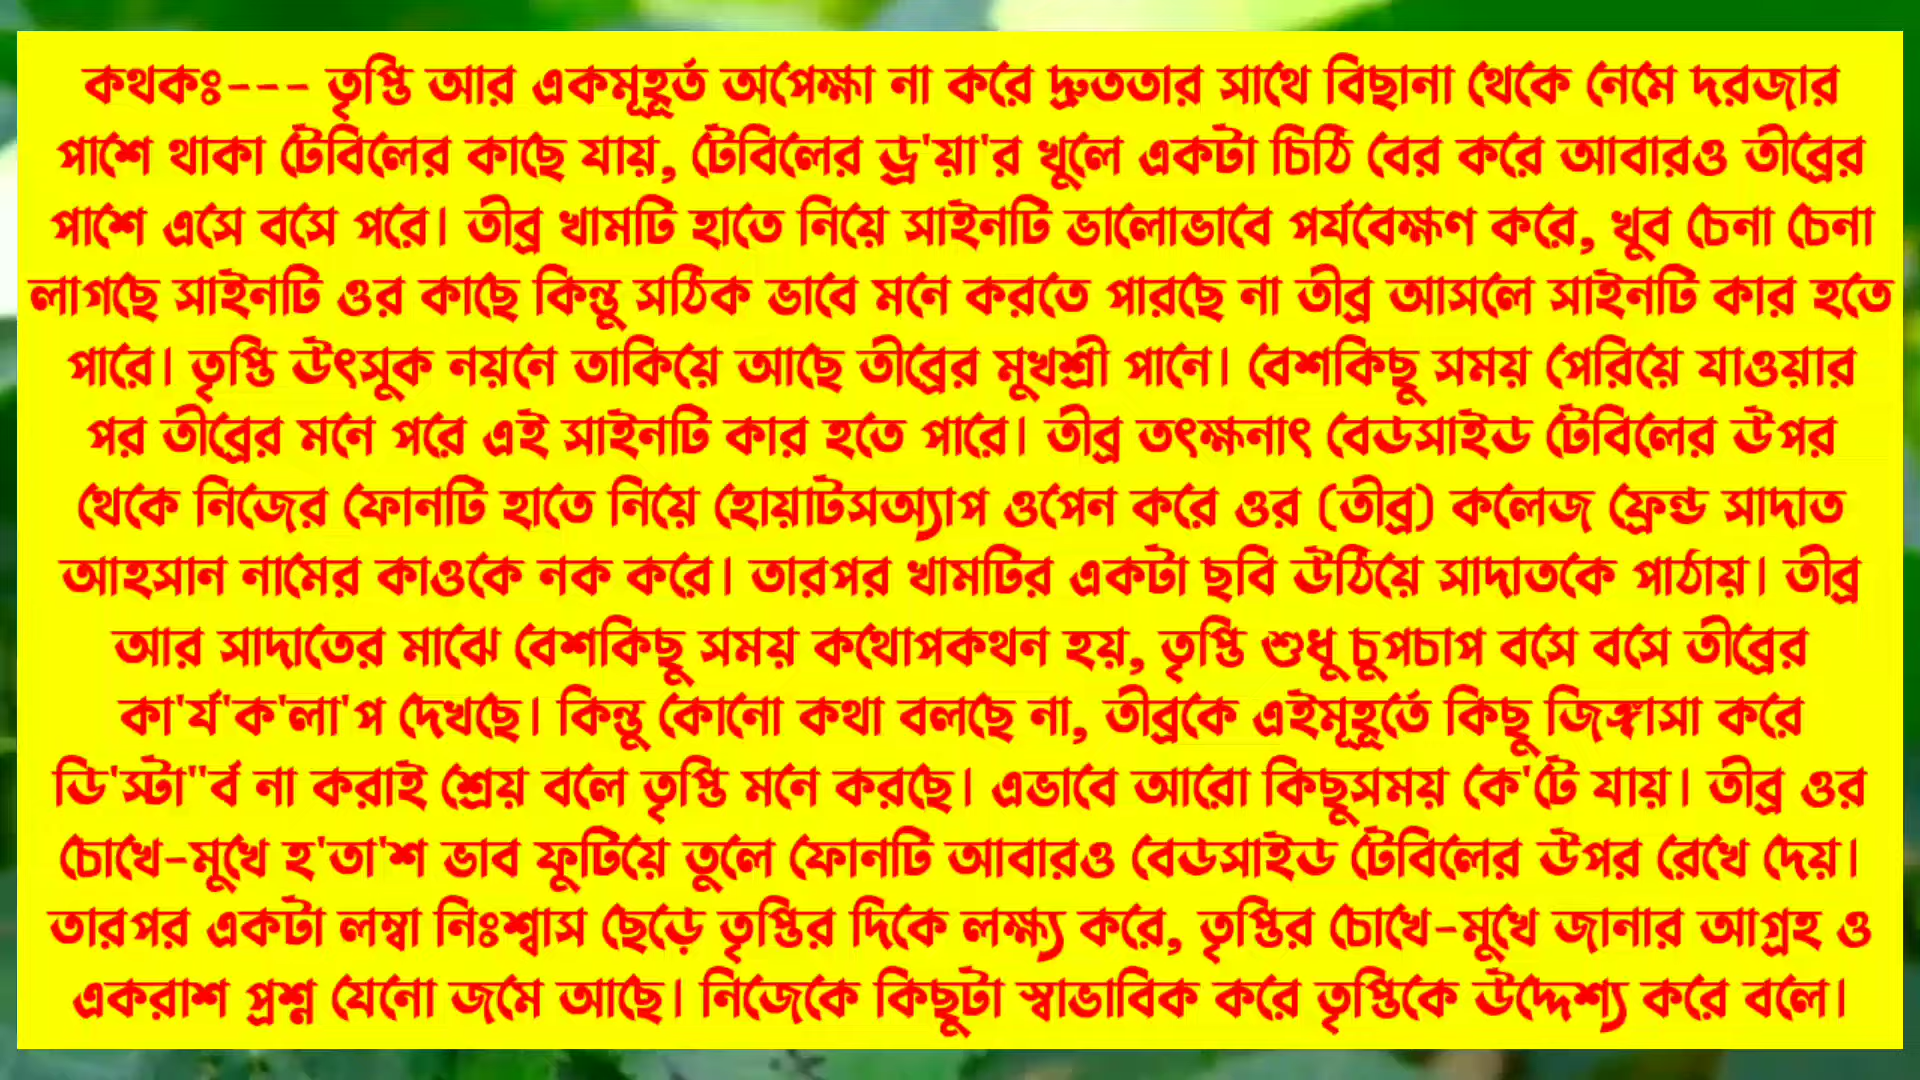 কথকঃ--- তৃপ্তি আর একমূহূর্ত অপেক্ষা না করে দ্রুততার সাথে বিছানা থেকে নেমে দরজার
পাশে থাকা টেবিলের কাছে যায়, টেবিলের ড্র'য়া'র খুলে একটা চিঠি বের করে আবারও তীব্রের
পাশে এসে বসে পরে। তীব্র খামটি হাতে নিয়ে সাইনটি ভালোভাবে পর্যবেক্ষণ করে, খুব চেনা চেনা
লাগছে সাইনটি ওর কাছে কিন্তু সঠিক ভাবে মনে করতে পারছে না তীব্র আসলে সাইনটি কার হতে
পারে। তৃপ্তি উৎসুক নয়নে তাকিয়ে আছে তীব্রের মুখশ্রী পানে। বেশকিছু সময় পেরিয়ে যাওয়ার
পর তীব্রের মনে পরে এই সাইনটি কার হতে পারে। তীব্র তৎক্ষনাৎ বেডসাইড টেবিলের উপর
থেকে নিজের ফোনটি হাতে নিয়ে হোয়াটসঅ্যাপ ওপেন করে ওর (তীব্র) কলেজ ফ্রেন্ড সাদাত
আহসান নামের কাওকে নক করে। তারপর খামটির একটা ছবি উঠিয়ে সাদাতকে পাঠায়। তীব্র
আর সাদাতের মাঝে বেশকিছু সময় কথোপকথন হয়, তৃপ্তি শুধু চুপচাপ বসে বসে তীব্রের
কা'র্য'ক'লা'প দেখছে। কিন্তু কোনো কথা বলছে না, তীব্রকে এইমূহূর্তে কিছু জিঙ্গাসা করে
ডি'স্টা"র্ব না করাই শ্রেয় বলে তৃপ্তি মনে করছে। এভাবে আরো কিছুসময় কে'টে যায়। তীব্র ওর
চোখে-মুখে হ'তা'শ ভাব ফুটিয়ে তুলে ফোনটি আবারও বেডসাইড টেবিলের উপর রেখে দেয়।
তারপর একটা লম্বা নিঃশ্বাস ছেড়ে তৃপ্তির দিকে লক্ষ্য করে, তৃপ্তির চোখে-মুখে জানার আগ্রহ ও
একরাশ প্রশ্ন যেনো জমে আছে। নিজেকে কিছুটা স্বাভাবিক করে তৃপ্তিকে উদ্দেশ্য করে বলে।